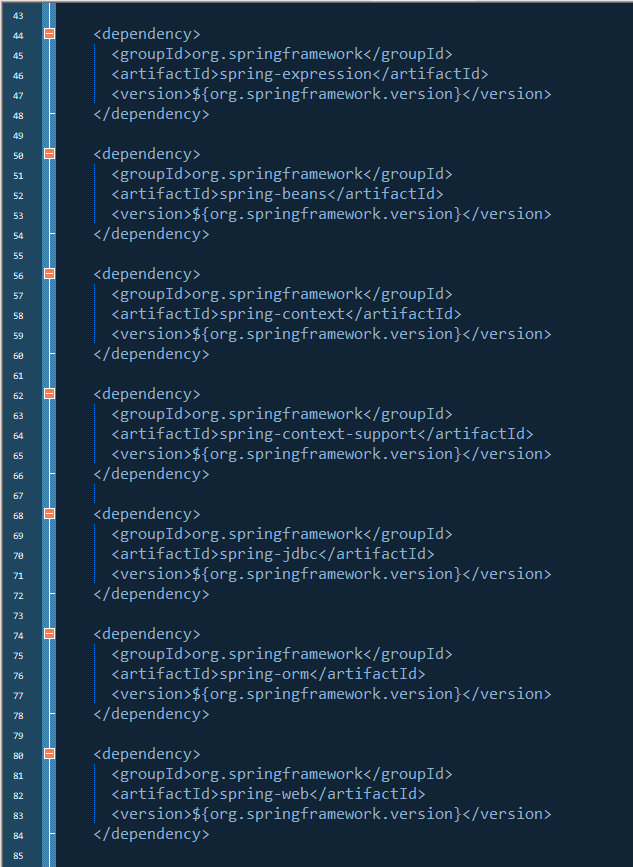 43
44 <dependency>
45 <groupId>org.springframework</groupId>
46 <artifactId>spring-expression</artifactId>
47 <version>${org.springframework.version}</version>
48 </dependency>
49
50 <dependency>
51 <groupId>org.springframework</groupId>
52 <artifactId>spring-beans</artifactId>
53 <version>${org.springframework.version}</version>
54 </dependency>
55
56 <dependency>
57 <groupId>org.springframework</groupId>
58 <artifactId>spring-context</artifactId>
59 <version>${org.springframework.version}</version>
60 </dependency>
61
62 <dependency>
63 <groupId>org.springframework</groupId>
64 <artifactId>spring-context-support</artifactId>
65 <version>${org.springframework.version}</version>
66 </dependency>
67
68 <dependency>
69 <groupId>org.springframework</groupId>
70 <artifactId>spring-jdbc</artifactId>
71 <version>${org.springframework.version}</version>
72 </dependency>
73
74 <dependency>
75 <groupId>org.springframework</groupId>
76 <artifactId>spring-orm</artifactId>
77 <version>${org.springframework.version}</version>
78 </dependency>
79
80 <dependency>
81 <groupId>org.springframework</groupId>
82 <artifactId>spring-web</artifactId>
83 <version>${org.springframework.version}</version>
84 </dependency>
85